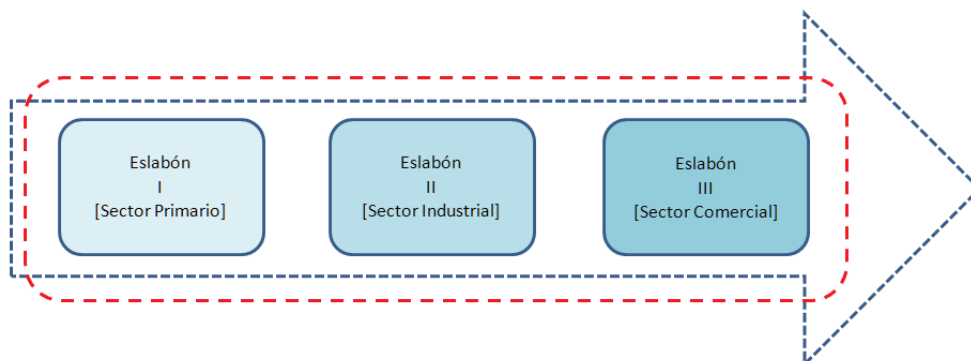 Eslabón
I
[Sector Primario]
Eslabón
II
[Sector Industrial]
Eslabón
III
[Sector Comercial]